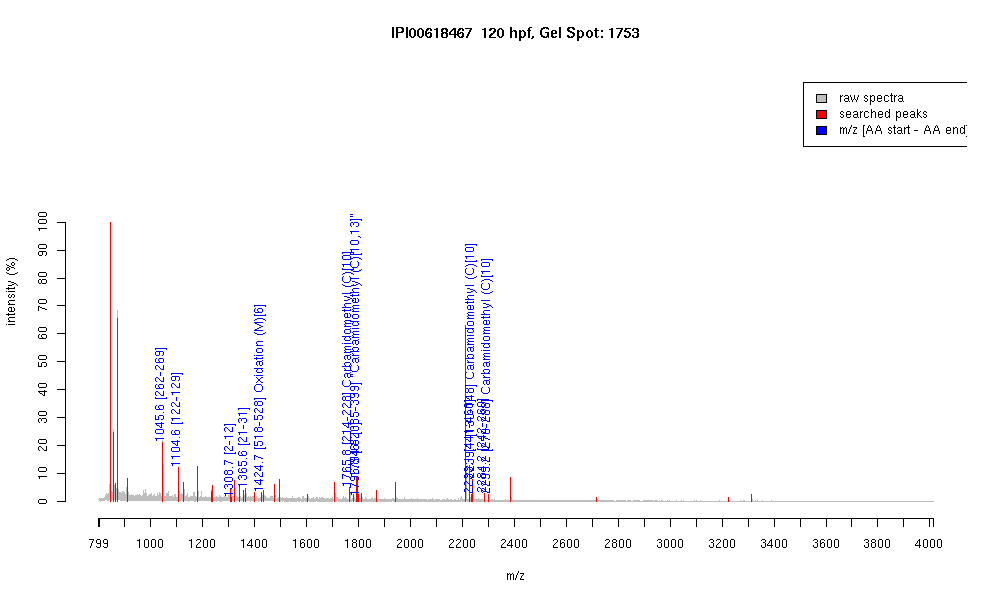 IPI00618467 120 hpf, Gel Spot: 1753
raw spectra
searched peaks
m/z [AA start - AA end]
intensity (%)
100
90
80
70
60
50
40
30
20
10
0
1045.6 [262-269]
1104.6 [122-129]
1308.7 [2-12]
1365.6 [21-31]
1424.7 [518-528] Oxidation (M)[6]
1765.8 [214-228] Carbamidomethyl (C)[10]
[385-399] "Carbamidomethyl (C)[10,13]"
Carbamidomethyl (C)[10]
Carbamidomethyl (C)[10]
799
1000
1200
1400
1600
1800
2000
2200
2400
2600
2800
3000
3200
3400
3600
3800
4000
m/z